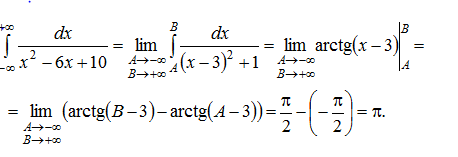 ∫_{-∞}^{+∞} dx/(x² − 6x + 10) = lim_{A→−∞, B→+∞} ∫_A^B dx/((x − 3)² + 1) = lim_{A→−∞, B→+∞} arctg(x − 3)|_A^B =
= lim_{A→−∞, B→+∞} (arctg(B − 3) − arctg(A − 3)) = π/2 − (−π/2) = π.